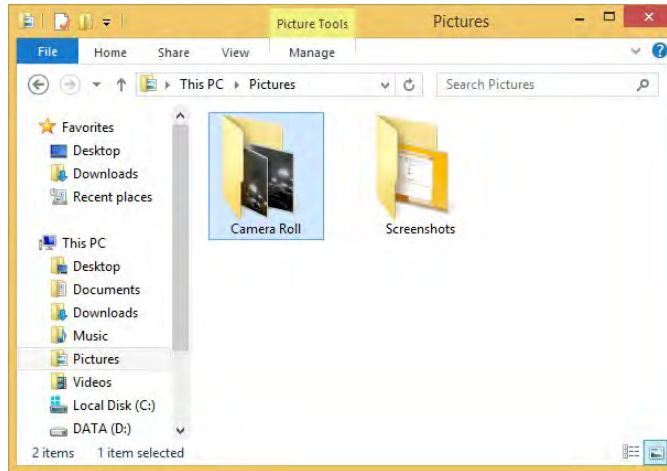 Picture Tools
Pictures
File Home Share View Manage
This PC Pictures
Search Pictures
Favorites
Desktop
Downloads
Recent places
This PC
Desktop
Documents
Downloads
Music
Pictures
Videos
Local Disk (C:)
DATA (D:)
Camera Roll
Screenshots
2 items 1 item selected